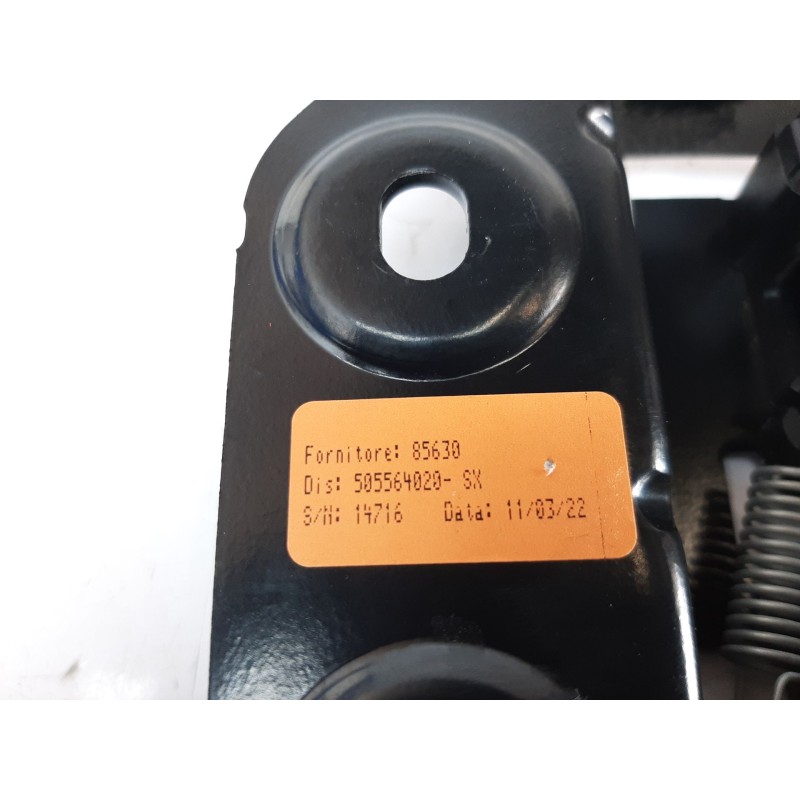 Fornitore: 85630
Dis: 505564020- SX
S/N: 14716 Data: 11/03/22